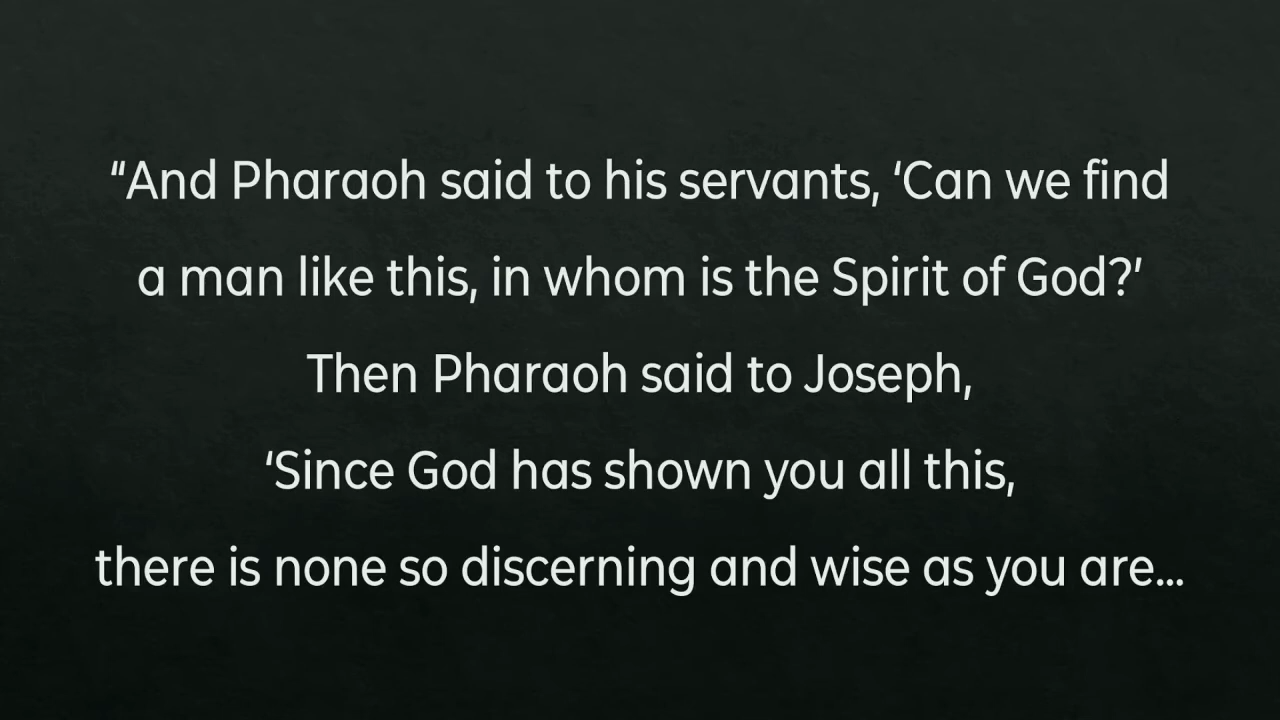 “And Pharaoh said to his servants, ‘Can we find
a man like this, in whom is the Spirit of God?’
Then Pharaoh said to Joseph,
‘Since God has shown you all this,
there is none so discerning and wise as you are...